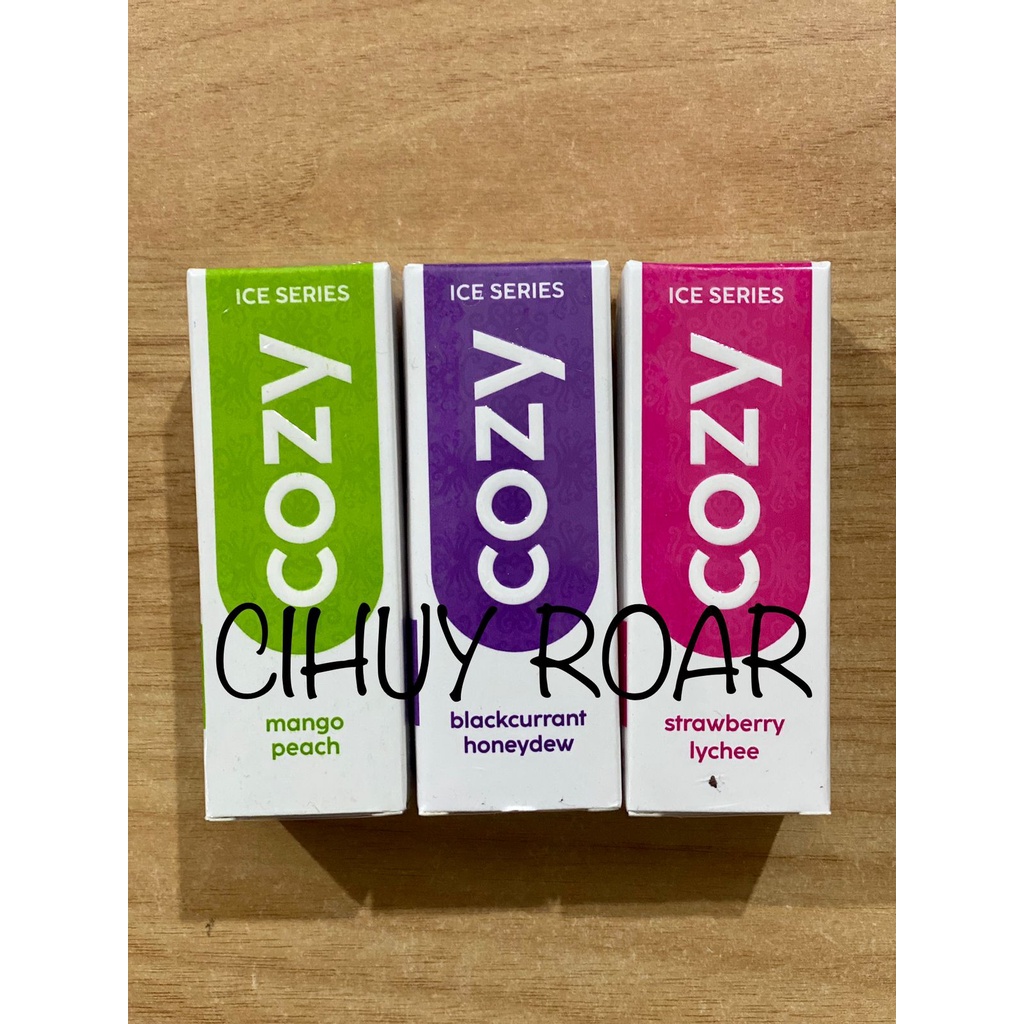 ICE SERIES
cozy
mango
peach
ICE SERIES
cozy
blackcurrant
honeydew
ICE SERIES
cozy
strawberry
lychee
CIHUY ROAR